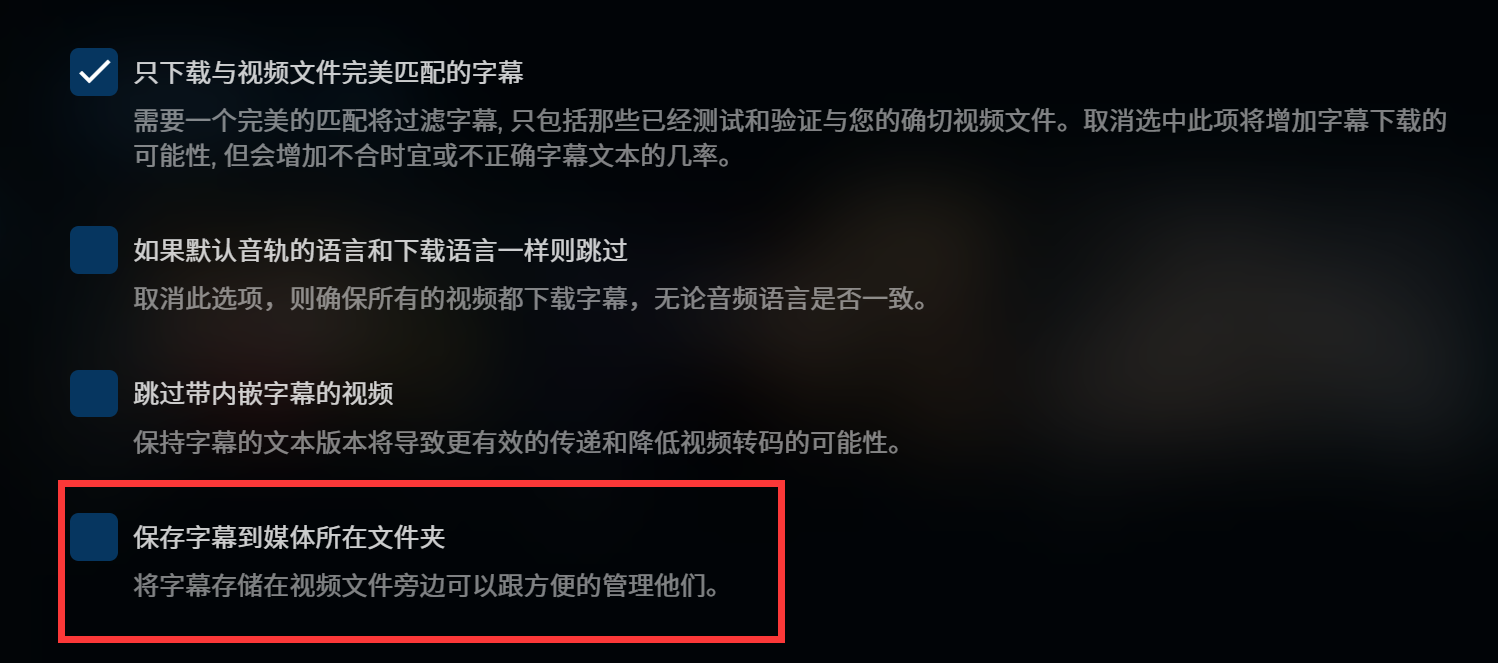 只下载与视频文件完美匹配的字幕
需要一个完美的匹配将过滤字幕, 只包括那些已经测试和验证与您的确切视频文件。取消选中此项将增加字幕下载的
可能性, 但会增加不合时宜或不正确字幕文本的几率。
如果默认音轨的语言和下载语言一样则跳过
取消此选项，则确保所有的视频都下载字幕，无论音频语言是否一致。
跳过带内嵌字幕的视频
保持字幕的文本版本将导致更有效的传递和降低视频转码的可能性。
保存字幕到媒体所在文件夹
将字幕存储在视频文件旁边可以跟方便的管理他们。